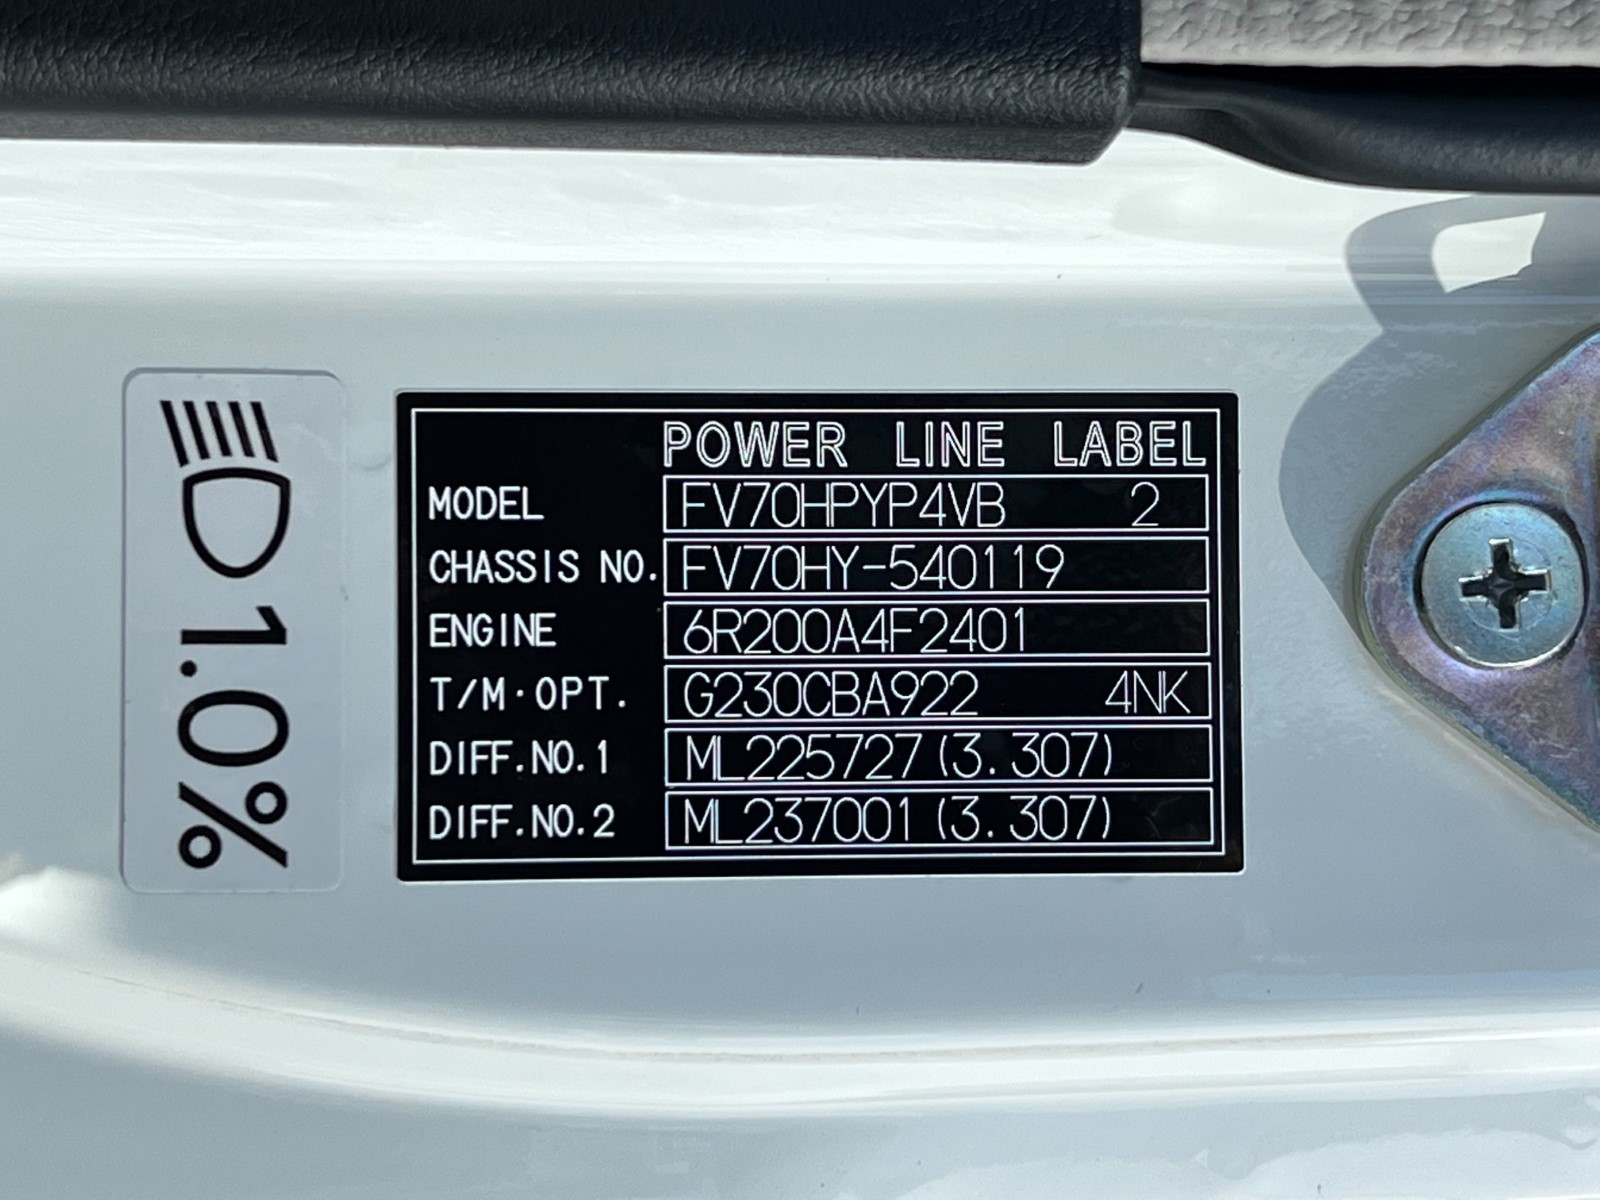 1.0%
POWER LINE LABEL
MODEL FV70HPYP4VB 2
CHASSIS NO. FV70HY-540119
ENGINE 6R200A4F2401
T/M·OPT. G230CBA922 4NK
DIFF.NO.1 ML225727(3.307)
DIFF.NO.2 ML237001(3.307)